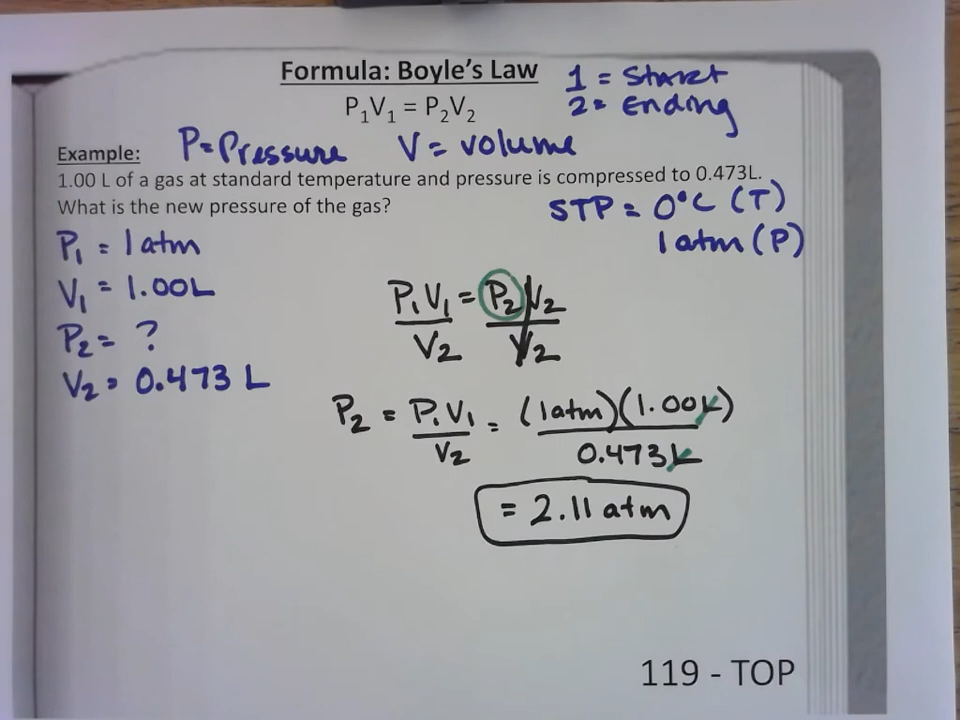 Formula: Boyle's Law
1 = Start
P₁V₁ = P₂V₂
2 = Ending
Example: P = Pressure V = volume
1.00 L of a gas at standard temperature and pressure is compressed to 0.473L.
What is the new pressure of the gas?
STP = 0°C (T)
1 atm (P)
P₁ = 1 atm
V₁ = 1.00L
P₂ = ?
V₂ = 0.473 L
P₁V₁ = P₂V₂
V₂ V₂
P₂ = P₁V₁ = (1atm)(1.00L)
V₂ 0.473L
= 2.11 atm
119 - TOP